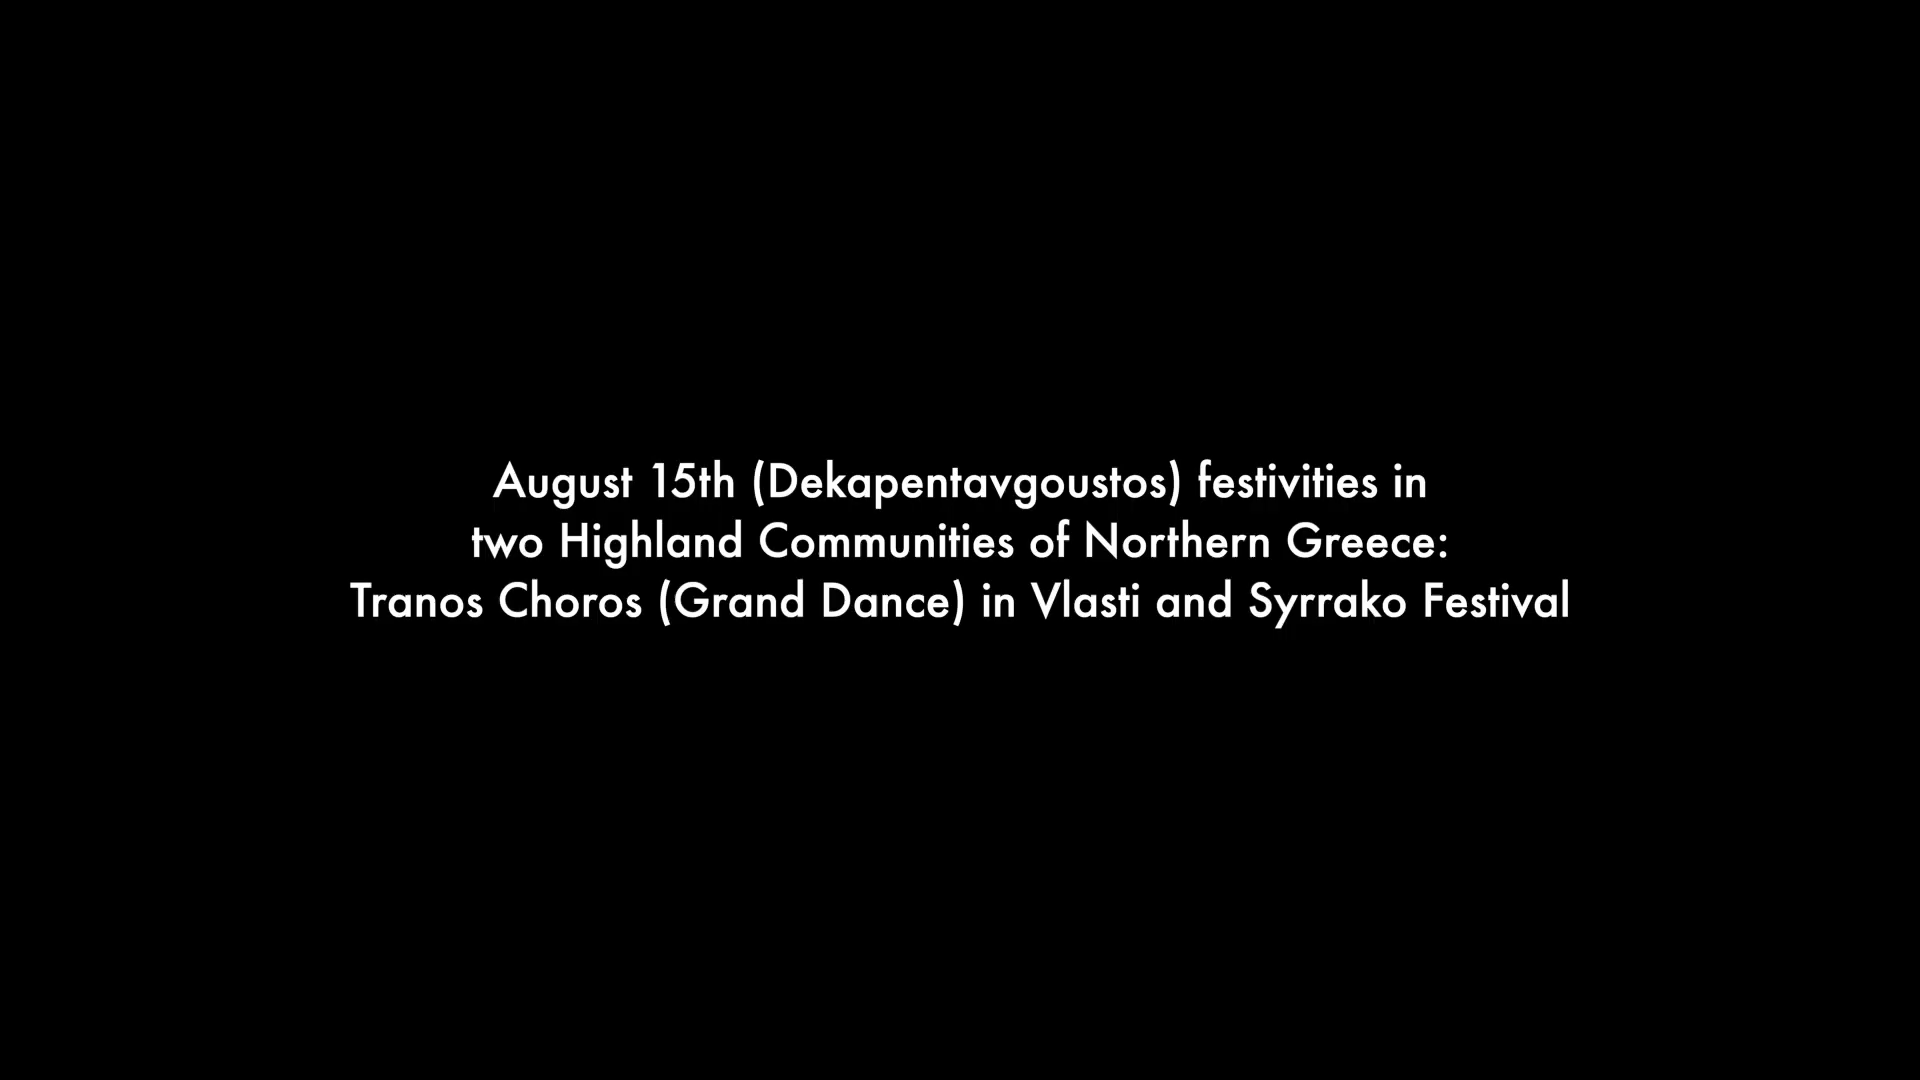 August 15th (Dekapentavgoustos) festivities in
two Highland Communities of Northern Greece:
Tranos Choros (Grand Dance) in Vlasti and Syrrako Festival